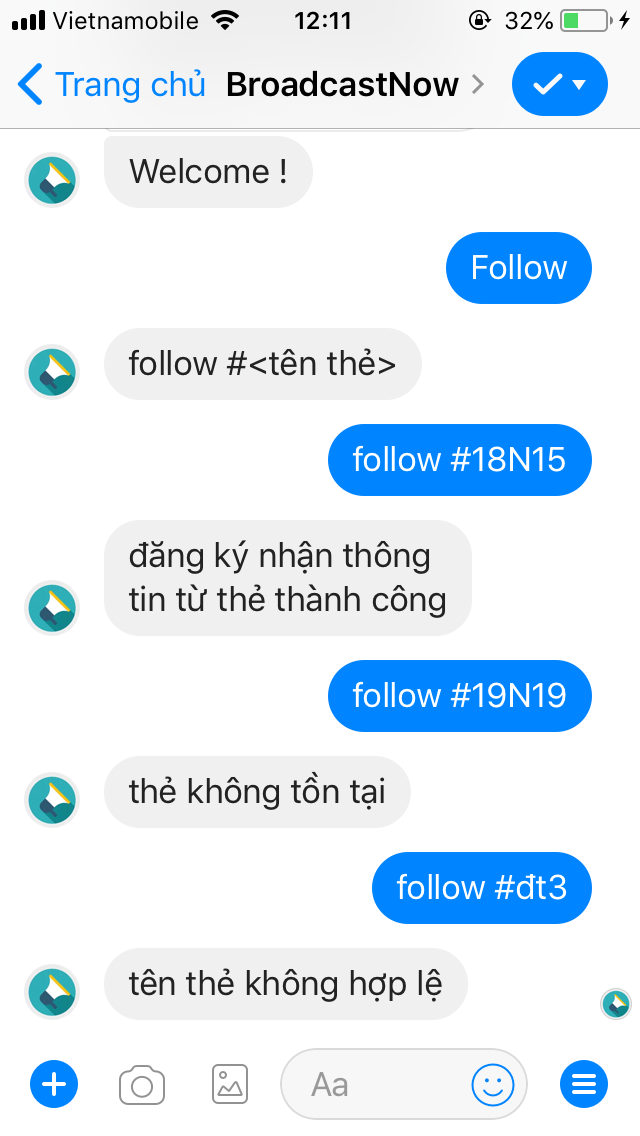 Vietnamobile 12:11 32%
Trang chủ BroadcastNow
Welcome !
Follow
follow #<tên thẻ>
follow #18N15
đăng ký nhận thông
tin từ thẻ thành công
follow #19N19
thẻ không tồn tại
follow #đt3
tên thẻ không hợp lệ
Aa